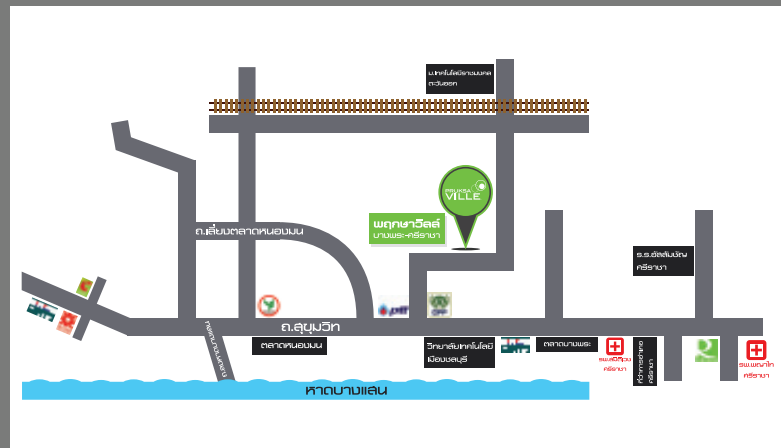 ม.เทคโนโลยีราชมงคล
ตะวันออก
PRUKSA
VILLE
พฤกษาวิลล์
บางพระ-ศรีราชา
ถ.เลี่ยงตลาดหนองมน
ร.ร.อัสสัมชัญ
ศรีราชา
ptt
ถ.สุขุมวิท
ตลาดหนองมน
วิทยาลัยเทคโนโลยี
เมืองชลบุรี
ตลาดบางพระ
ศรีราชา
ที่ว่าการอำเภอ
ศรีราชา
รพ.พญาไท
ศรีราชา
หาดบางแสน